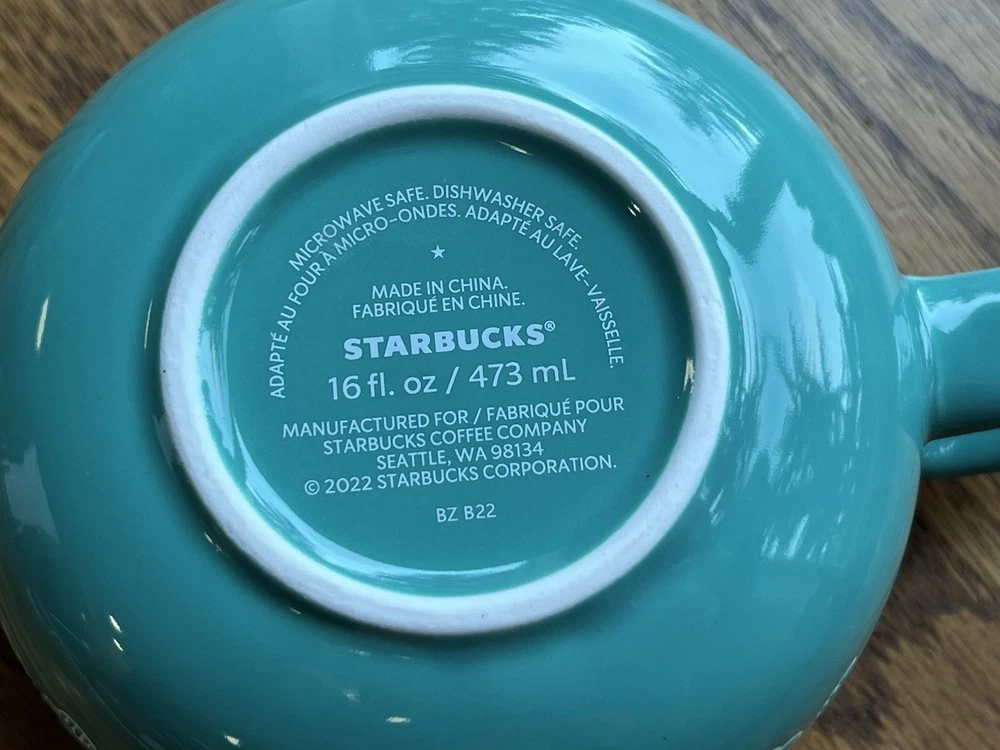 MICROWAVE SAFE. DISHWASHER SAFE.
ADAPTÉ AU FOUR À MICRO-ONDES. ADAPTÉ AU LAVE-VAISSELLE.
MADE IN CHINA.
FABRIQUÉ EN CHINE.
STARBUCKS®
16 fl. oz / 473 mL
MANUFACTURED FOR / FABRIQUÉ POUR
STARBUCKS COFFEE COMPANY
SEATTLE, WA 98134
© 2022 STARBUCKS CORPORATION.
BZ B22